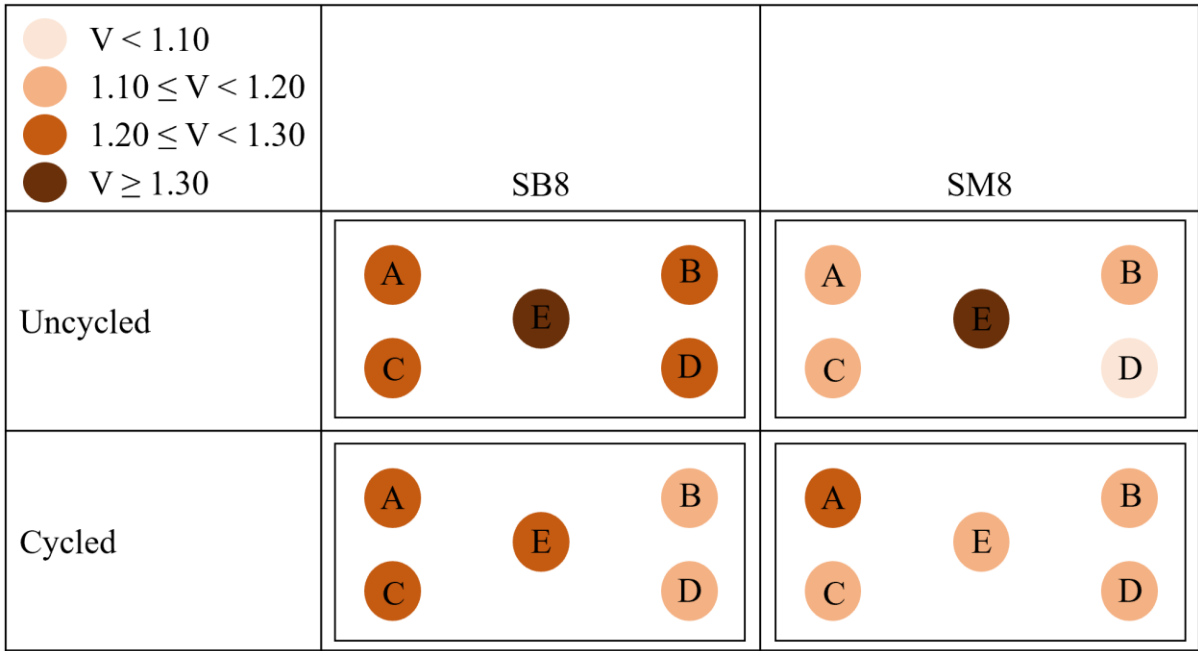 V < 1.10
1.10 ≤ V < 1.20
1.20 ≤ V < 1.30
V ≥ 1.30
SB8 SM8
Uncycled
A B
E
C D
A B
E
C D
Cycled
A B
E
C D
A B
E
C D